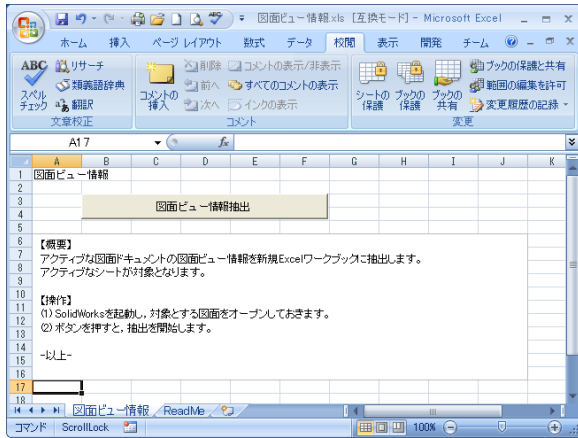 図面ビュー情報.xls [互換モード] - Microsoft Excel
ホーム 挿入 ページ レイアウト 数式 データ 校閲 表示 開発 チーム
ABC スペルチェック リサーチ 類義語辞典 翻訳
コメントの挿入 削除 前へ 次へ コメントの表示/非表示 すべてのコメントの表示 インクの表示
シートの保護 ブックの保護 ブックの共有 ブックの保護と共有 範囲の編集を許可 変更履歴の記録
文章校正 コメント 変更
A17 fx
A B C D E F G H I J K
1 図面ビュー情報
2
3 図面ビュー情報抽出
4
5
6 【概要】
7 アクティブな図面ドキュメントの図面ビュー情報を新規Excelワークブックに抽出します。
8 アクティブなシートが対象となります。
9
10 【操作】
11 (1) SolidWorksを起動し，対象とする図面をオープンしておきます。
12 (2) ボタンを押すと，抽出を開始します。
13
14 -以上-
15
16
17
18
図面ビュー情報 ReadMe
コマンド ScrollLock 100%